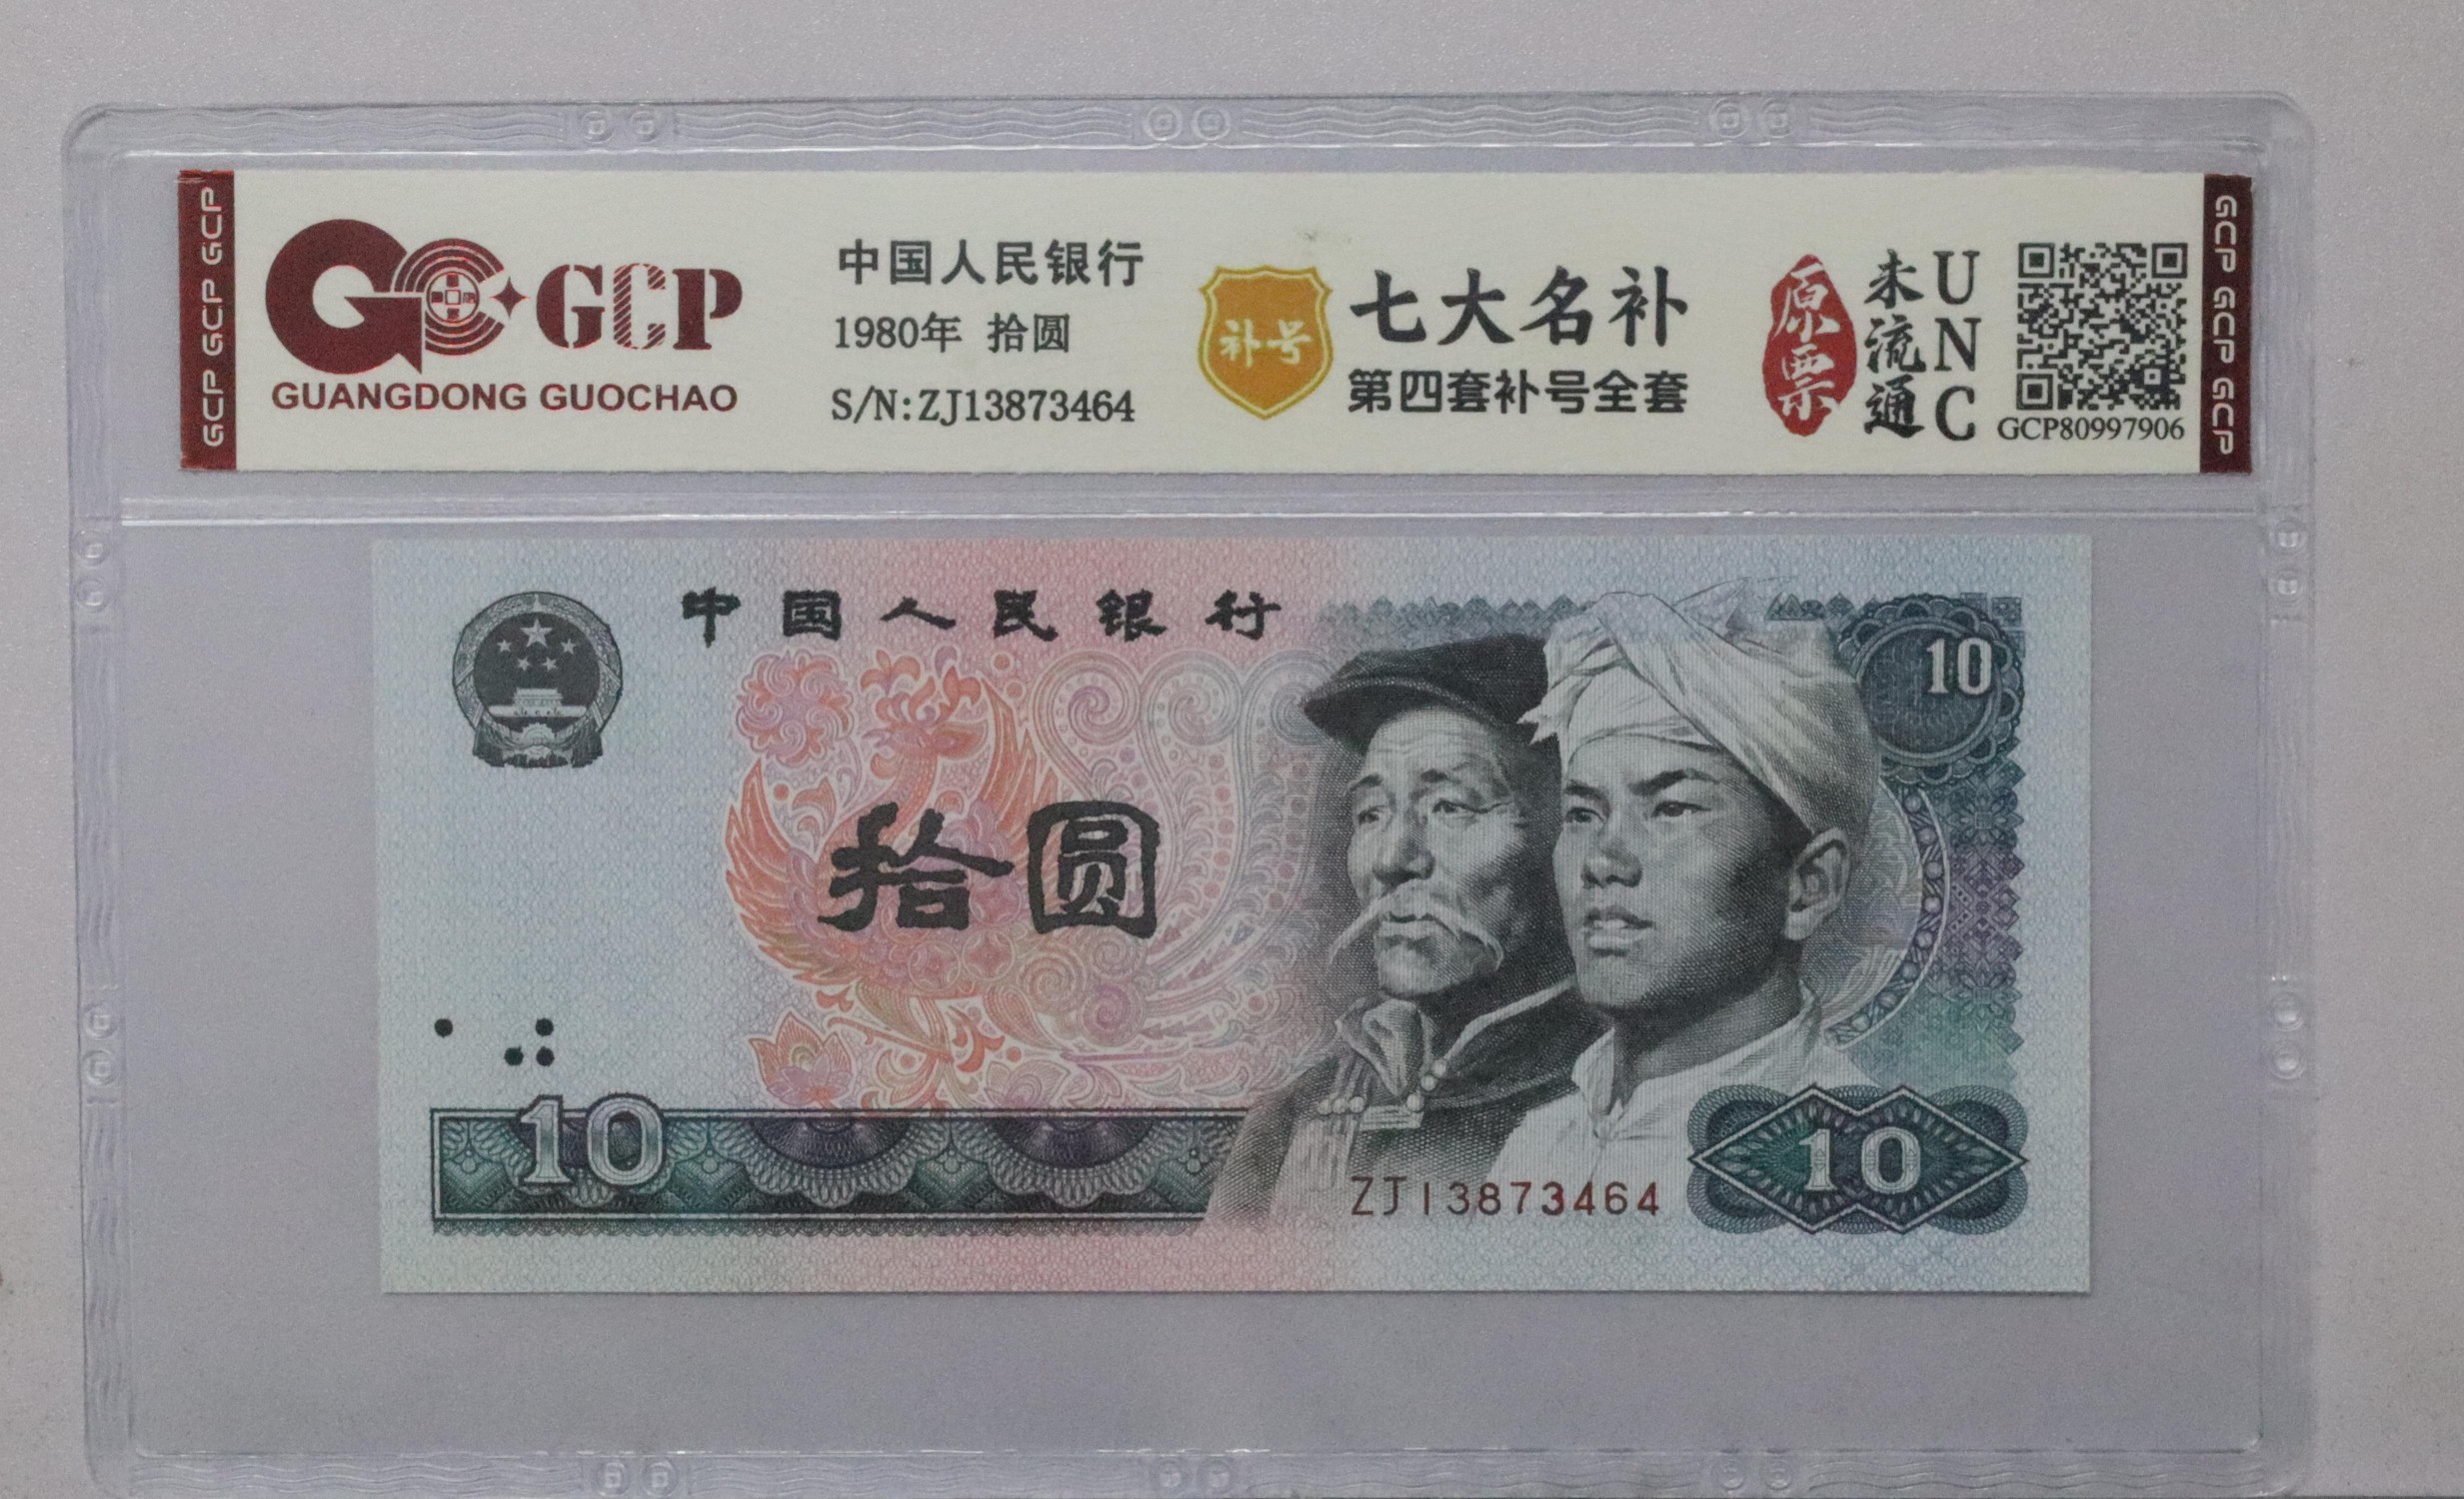 GCP GCP GCP
GCP
GUANGDONG GUOCHAO
中国人民银行
1980年 拾圆
S/N:ZJ13873464
补号
七大名补
第四套补号全套
原票
未流通
UNC
GCP80997906
GCP GCP GCP
中国人民银行
10
拾圆
10
ZJ13873464
10